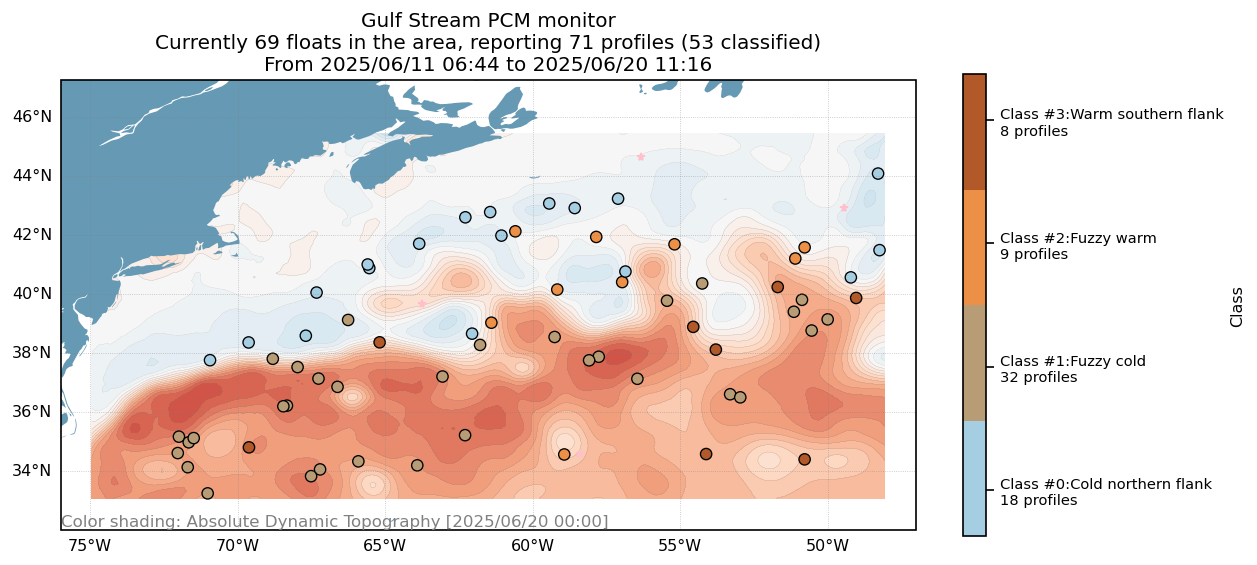 Gulf Stream PCM monitor
Currently 69 floats in the area, reporting 71 profiles (53 classified)
From 2025/06/11 06:44 to 2025/06/20 11:16
46°N
44°N
42°N
40°N
38°N
36°N
34°N
Color shading: Absolute Dynamic Topography [2025/06/20 00:00]
75°W
70°W
65°W
60°W
55°W
50°W
Class #3:Warm southern flank
8 profiles
Class #2:Fuzzy warm
9 profiles
Class #1:Fuzzy cold
32 profiles
Class #0:Cold northern flank
18 profiles
Class